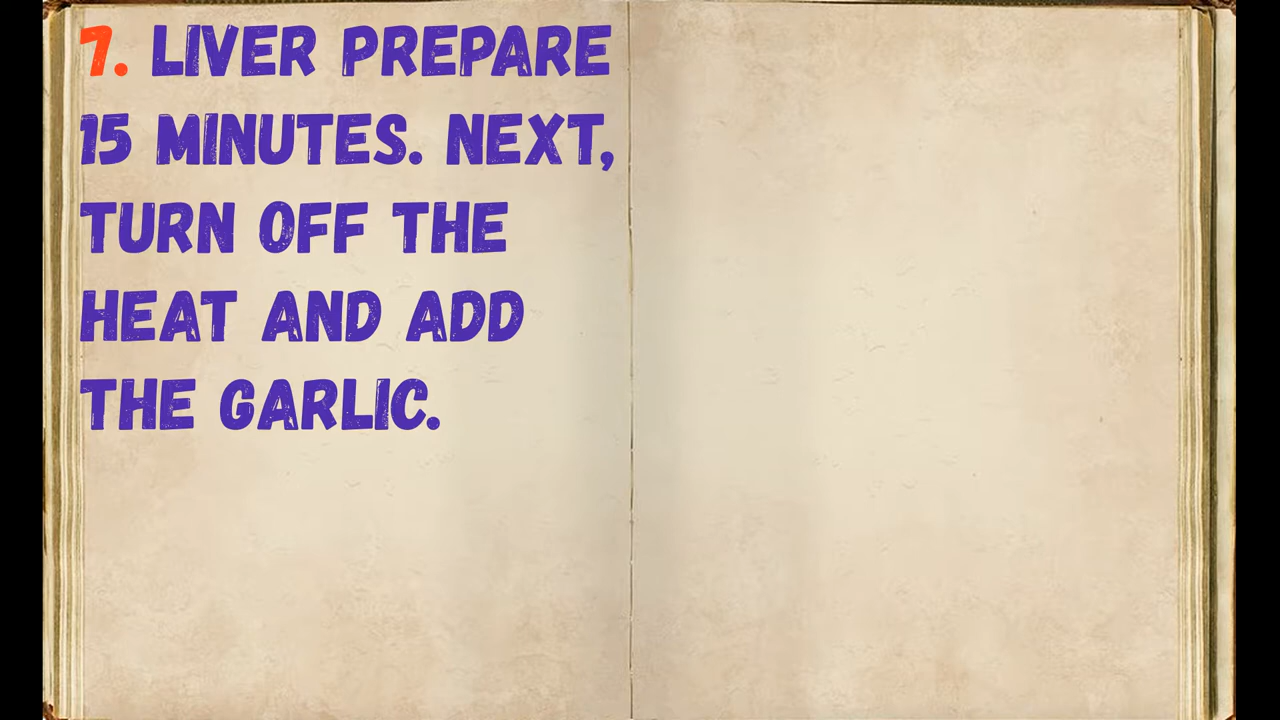 7. LIVER PREPARE
15 MINUTES. NEXT,
TURN OFF THE
HEAT AND ADD
THE GARLIC.